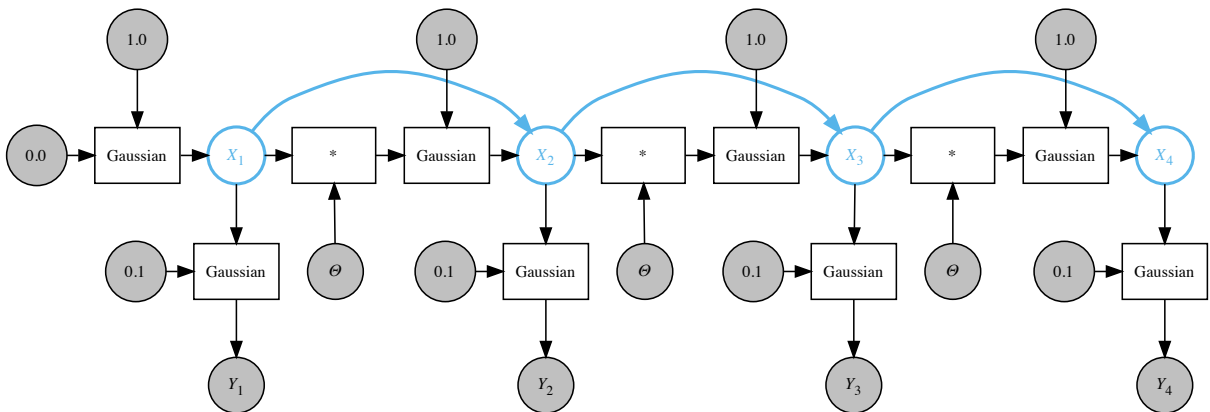 1.0 1.0 1.0 1.0
0.0 Gaussian X₁ * Gaussian X₂ * Gaussian X₃ * Gaussian X₄
0.1 Gaussian Θ 0.1 Gaussian Θ 0.1 Gaussian Θ 0.1 Gaussian
Y₁ Y₂ Y₃ Y₄